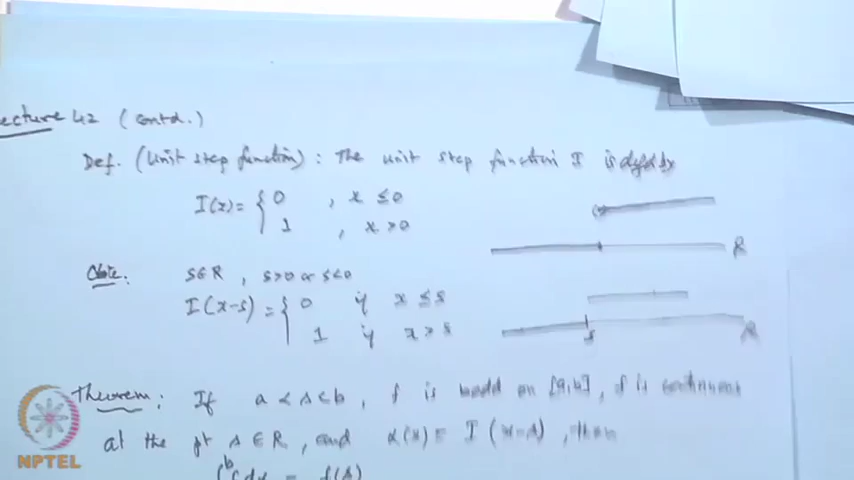 ecture 42 (contd.)
Def. (Unit step function) : The unit step function I is defd by
I(x) = { 0 , x ≤ 0
1 , x > 0
R
Note. s∈R , s>0 or s<0
I(x-s) = { 0 if x ≤ s
1 if x > s
s R
Theorem: If a < s < b , f is bdd on [a,b] , f is continuous
at the pt s ∈ R , and α(x) = I(x-s) , then
∫ᵇ f dα = f(s)
NPTEL